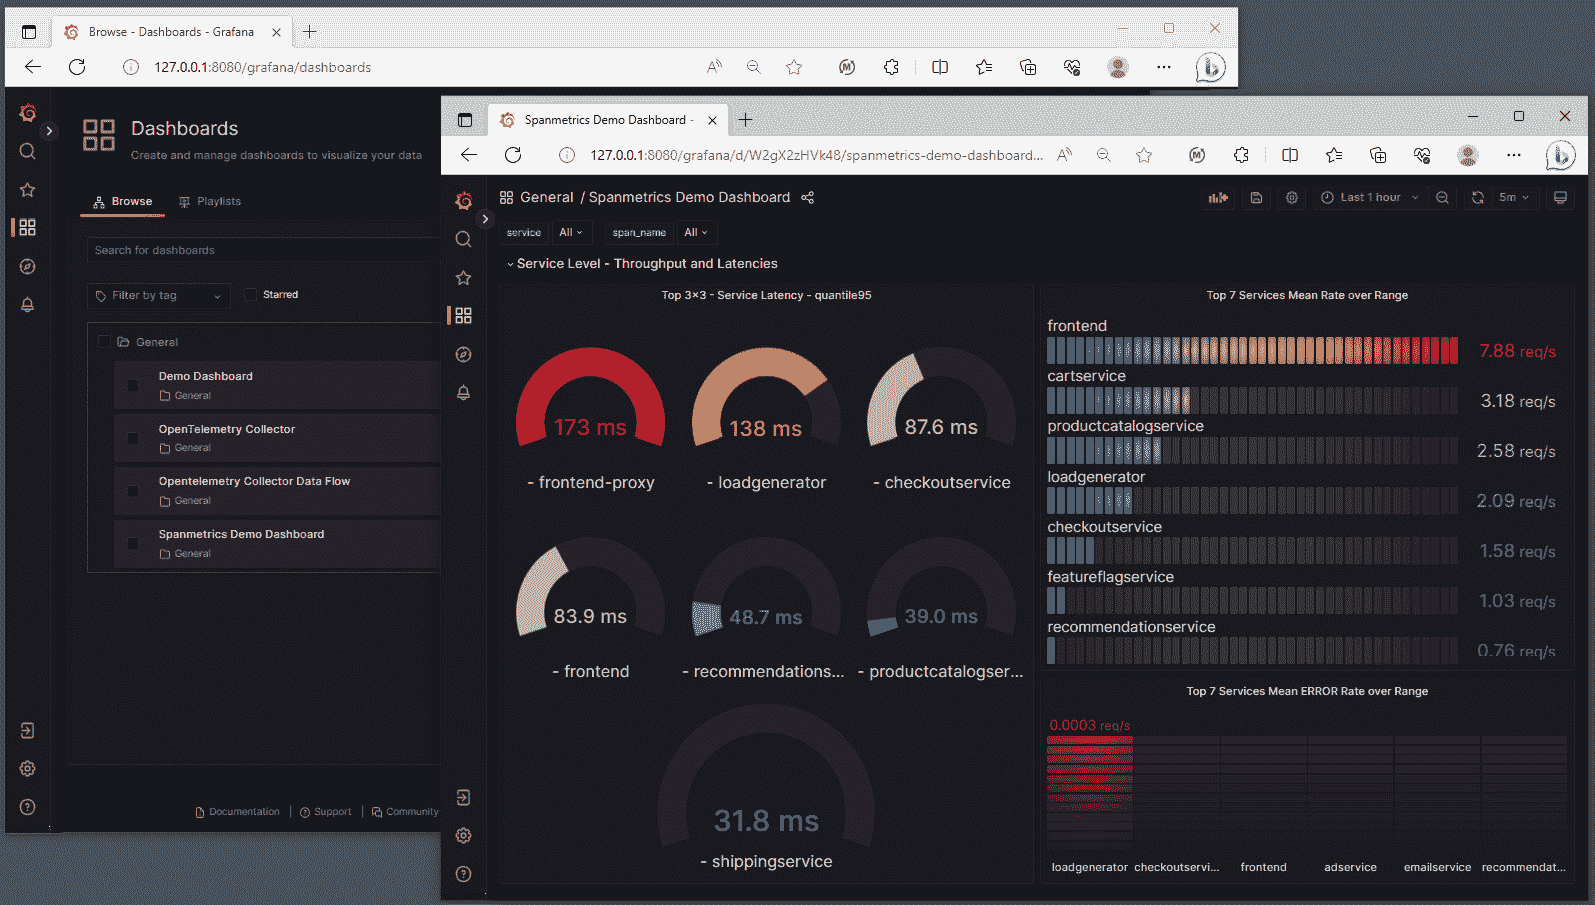 Browse - Dashboards - Grafana
127.0.0.1:8080/grafana/dashboards
Dashboards
Create and manage dashboards to visualize your data
Browse
Playlists
Search for dashboards
Filter by tag
Starred
General
Demo Dashboard
General
OpenTelemetry Collector
General
Opentelemetry Collector Data Flow
General
Spanmetrics Demo Dashboard
General
Documentation
Support
Community
Spanmetrics Demo Dashboard -
127.0.0.1:8080/grafana/d/W2gX2zHVk48/spanmetrics-demo-dashboard...
General / Spanmetrics Demo Dashboard
Last 1 hour
5m
service
All
span_name
All
Service Level - Throughput and Latencies
Top 3x3 - Service Latency - quantile95
173 ms
- frontend-proxy
138 ms
- loadgenerator
87.6 ms
- checkoutservice
83.9 ms
- frontend
48.7 ms
- recommendations...
39.0 ms
- productcatalogser...
31.8 ms
- shippingservice
Top 7 Services Mean Rate over Range
frontend
7.88 req/s
cartservice
3.18 req/s
productcatalogservice
2.58 req/s
loadgenerator
2.09 req/s
checkoutservice
1.58 req/s
featureflagservice
1.03 req/s
recommendationservice
0.76 req/s
Top 7 Services Mean ERROR Rate over Range
0.0003 req/s
loadgenerator
checkoutservi...
frontend
adservice
emailservice
recommendat...